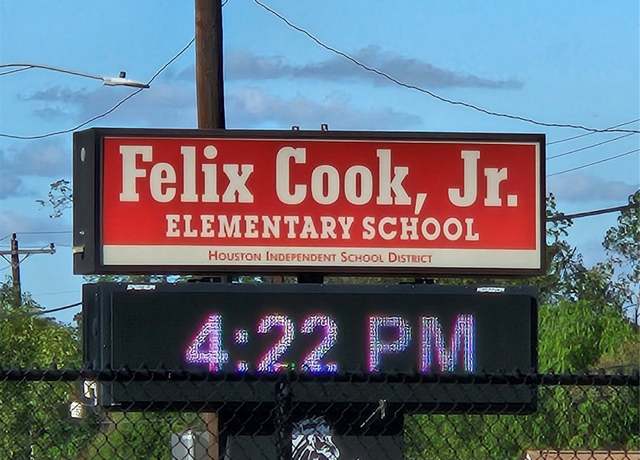 Felix Cook, Jr.
ELEMENTARY SCHOOL
HOUSTON INDEPENDENT SCHOOL DISTRICT
4:22 PM